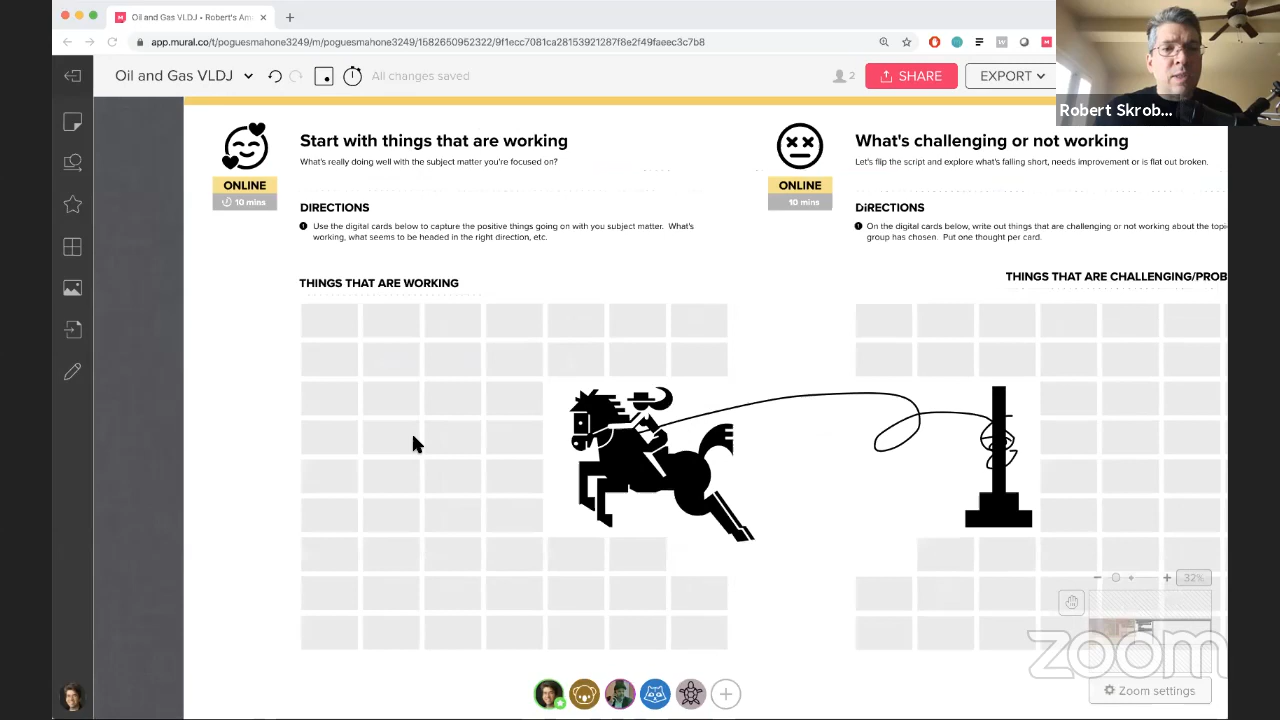 Oil and Gas VLDJ • Robert's Am
app.mural.co/t/poguesmahone3249/m/poguesmahone3249/1582650952322/9f1ecc7081ca28153921287f8e2f49faeec3c7b8
Oil and Gas VLDJ
All changes saved
2
SHARE
EXPORT
Robert Skrob...
Start with things that are working
What's really doing well with the subject matter you're focused on?
ONLINE
10 mins
DIRECTIONS
Use the digital cards below to capture the positive things going on with you subject matter. What's
working, what seems to be headed in the right direction, etc.
THINGS THAT ARE WORKING
What's challenging or not working
Let's flip the script and explore what's falling short, needs improvement or is flat out broken.
ONLINE
10 mins
DIRECTIONS
On the digital cards below, write out things that are challenging or not working about the topi
group has chosen. Put one thought per card.
THINGS THAT ARE CHALLENGING/PROB
32%
zoom
Zoom settings